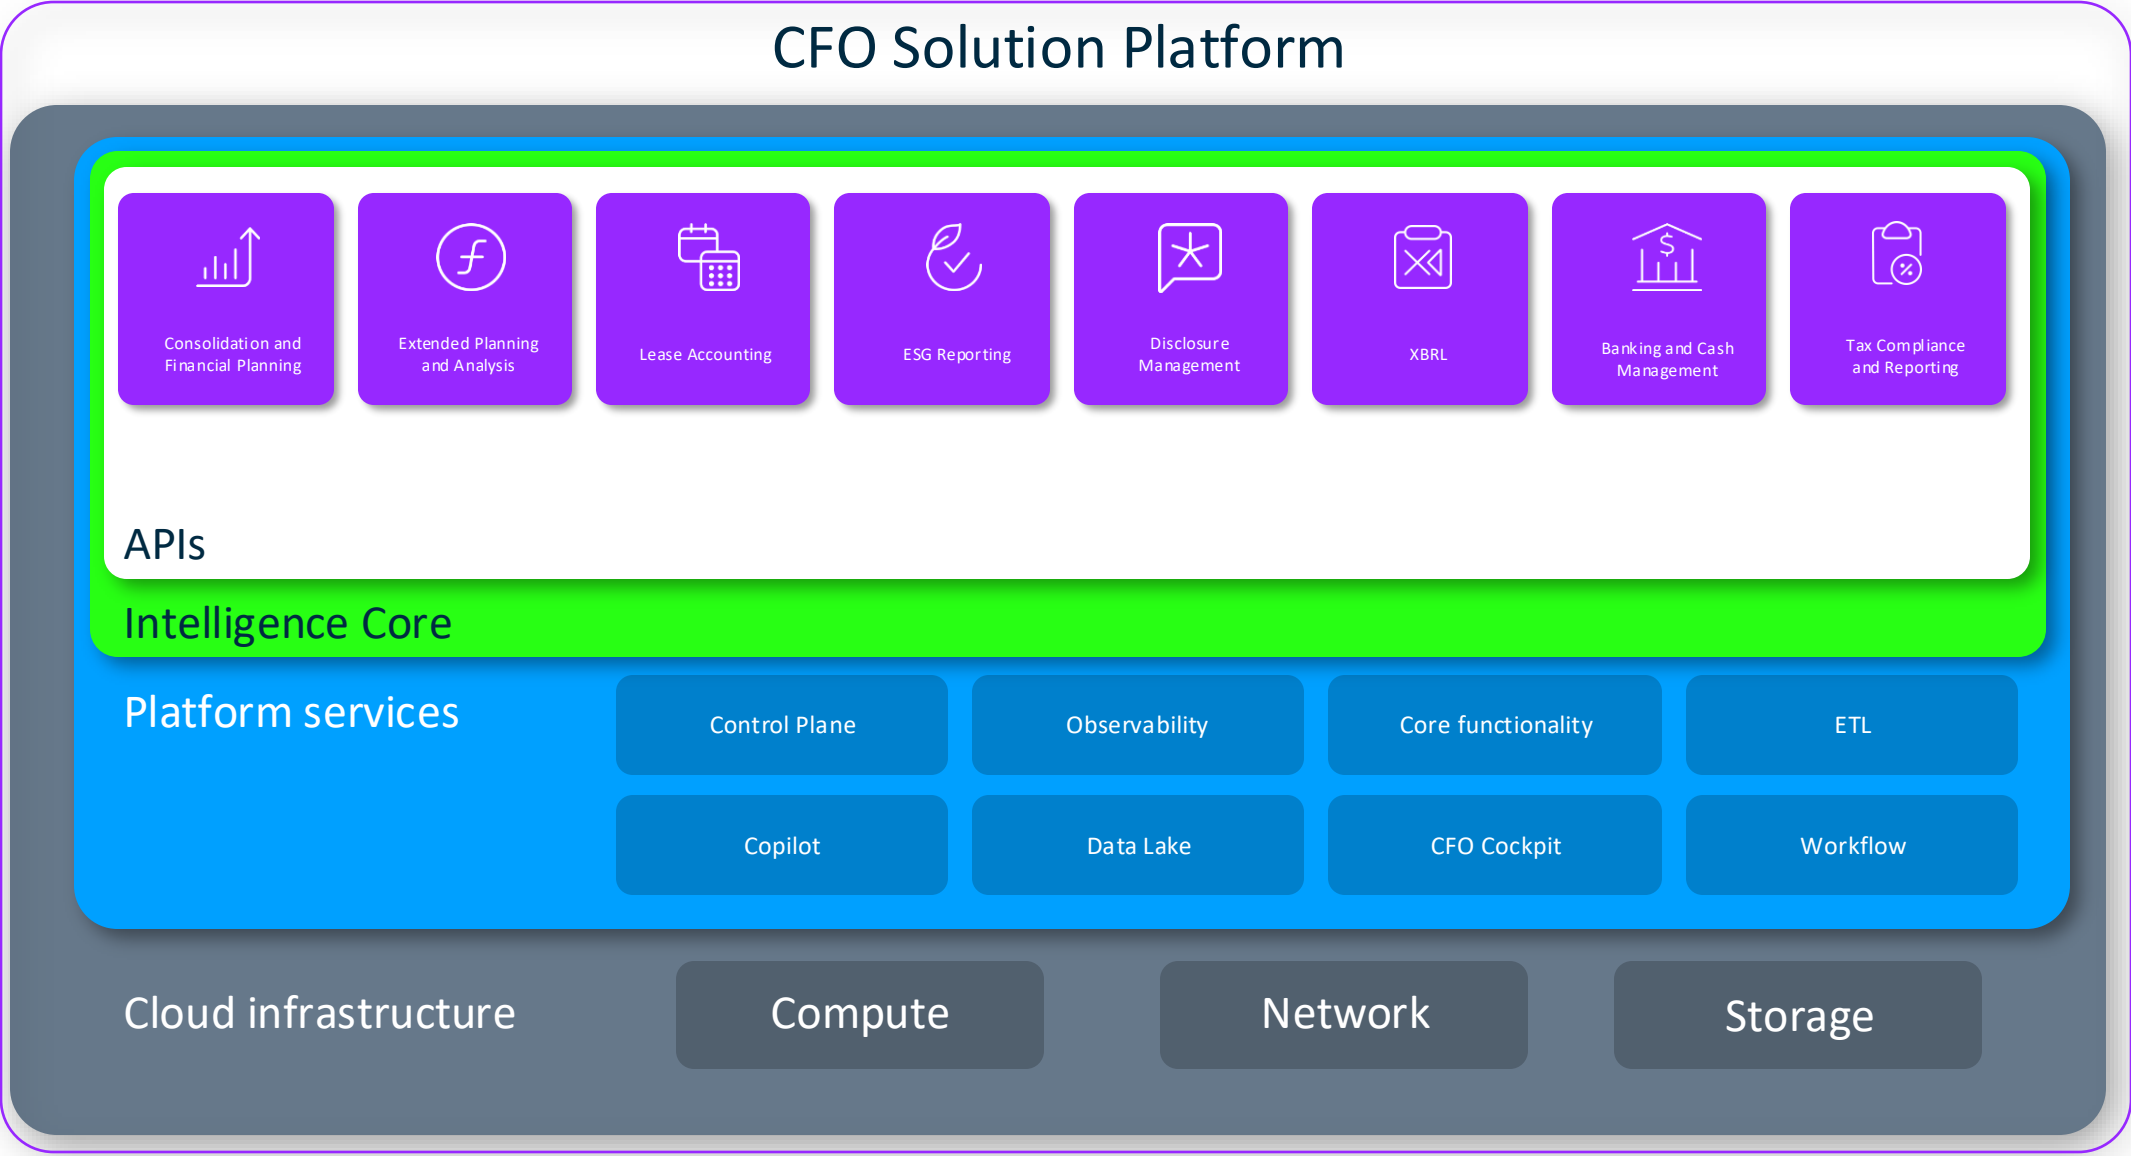 CFO Solution Platform
Consolidation and
Financial Planning
Extended Planning
and Analysis
Lease Accounting
ESG Reporting
Disclosure
Management
XBRL
Banking and Cash
Management
Tax Compliance
and Reporting
APIs
Intelligence Core
Platform services
Control Plane
Observability
Core functionality
ETL
Copilot
Data Lake
CFO Cockpit
Workflow
Cloud infrastructure
Compute
Network
Storage